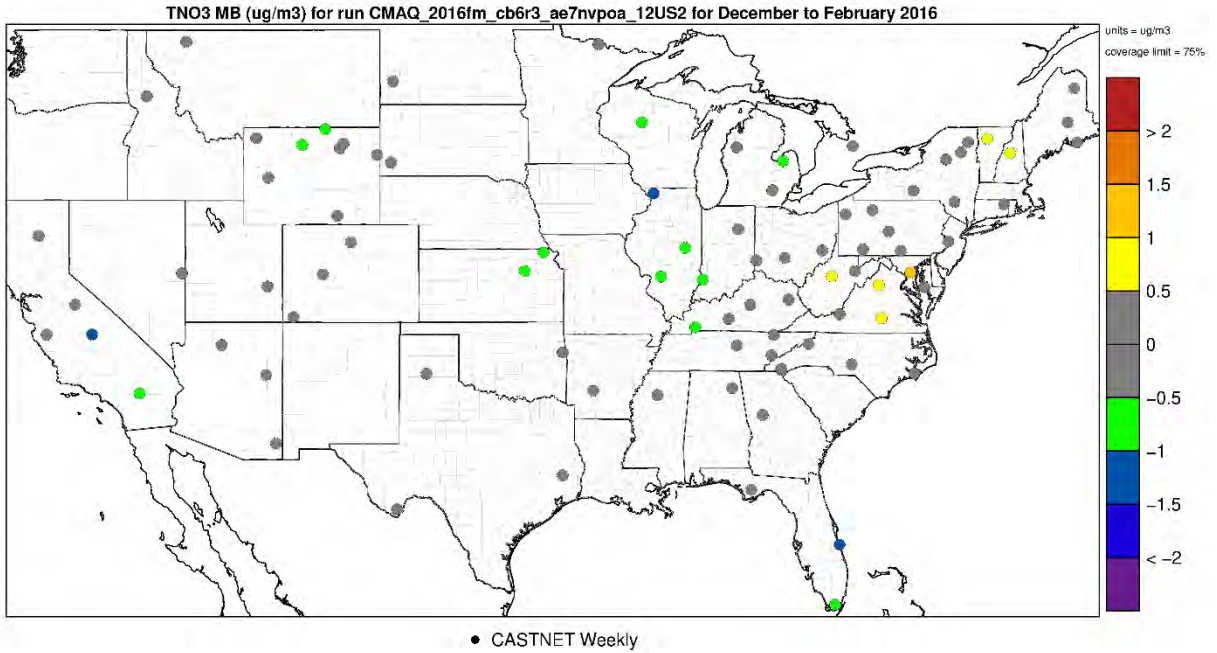 TNO3 MB (ug/m3) for run CMAQ_2016fm_cb6r3_ae7nvpoa_12US2 for December to February 2016
units = ug/m3
coverage limit = 75%
> 2
1.5
1
0.5
0
−0.5
−1
−1.5
< −2
● CASTNET Weekly